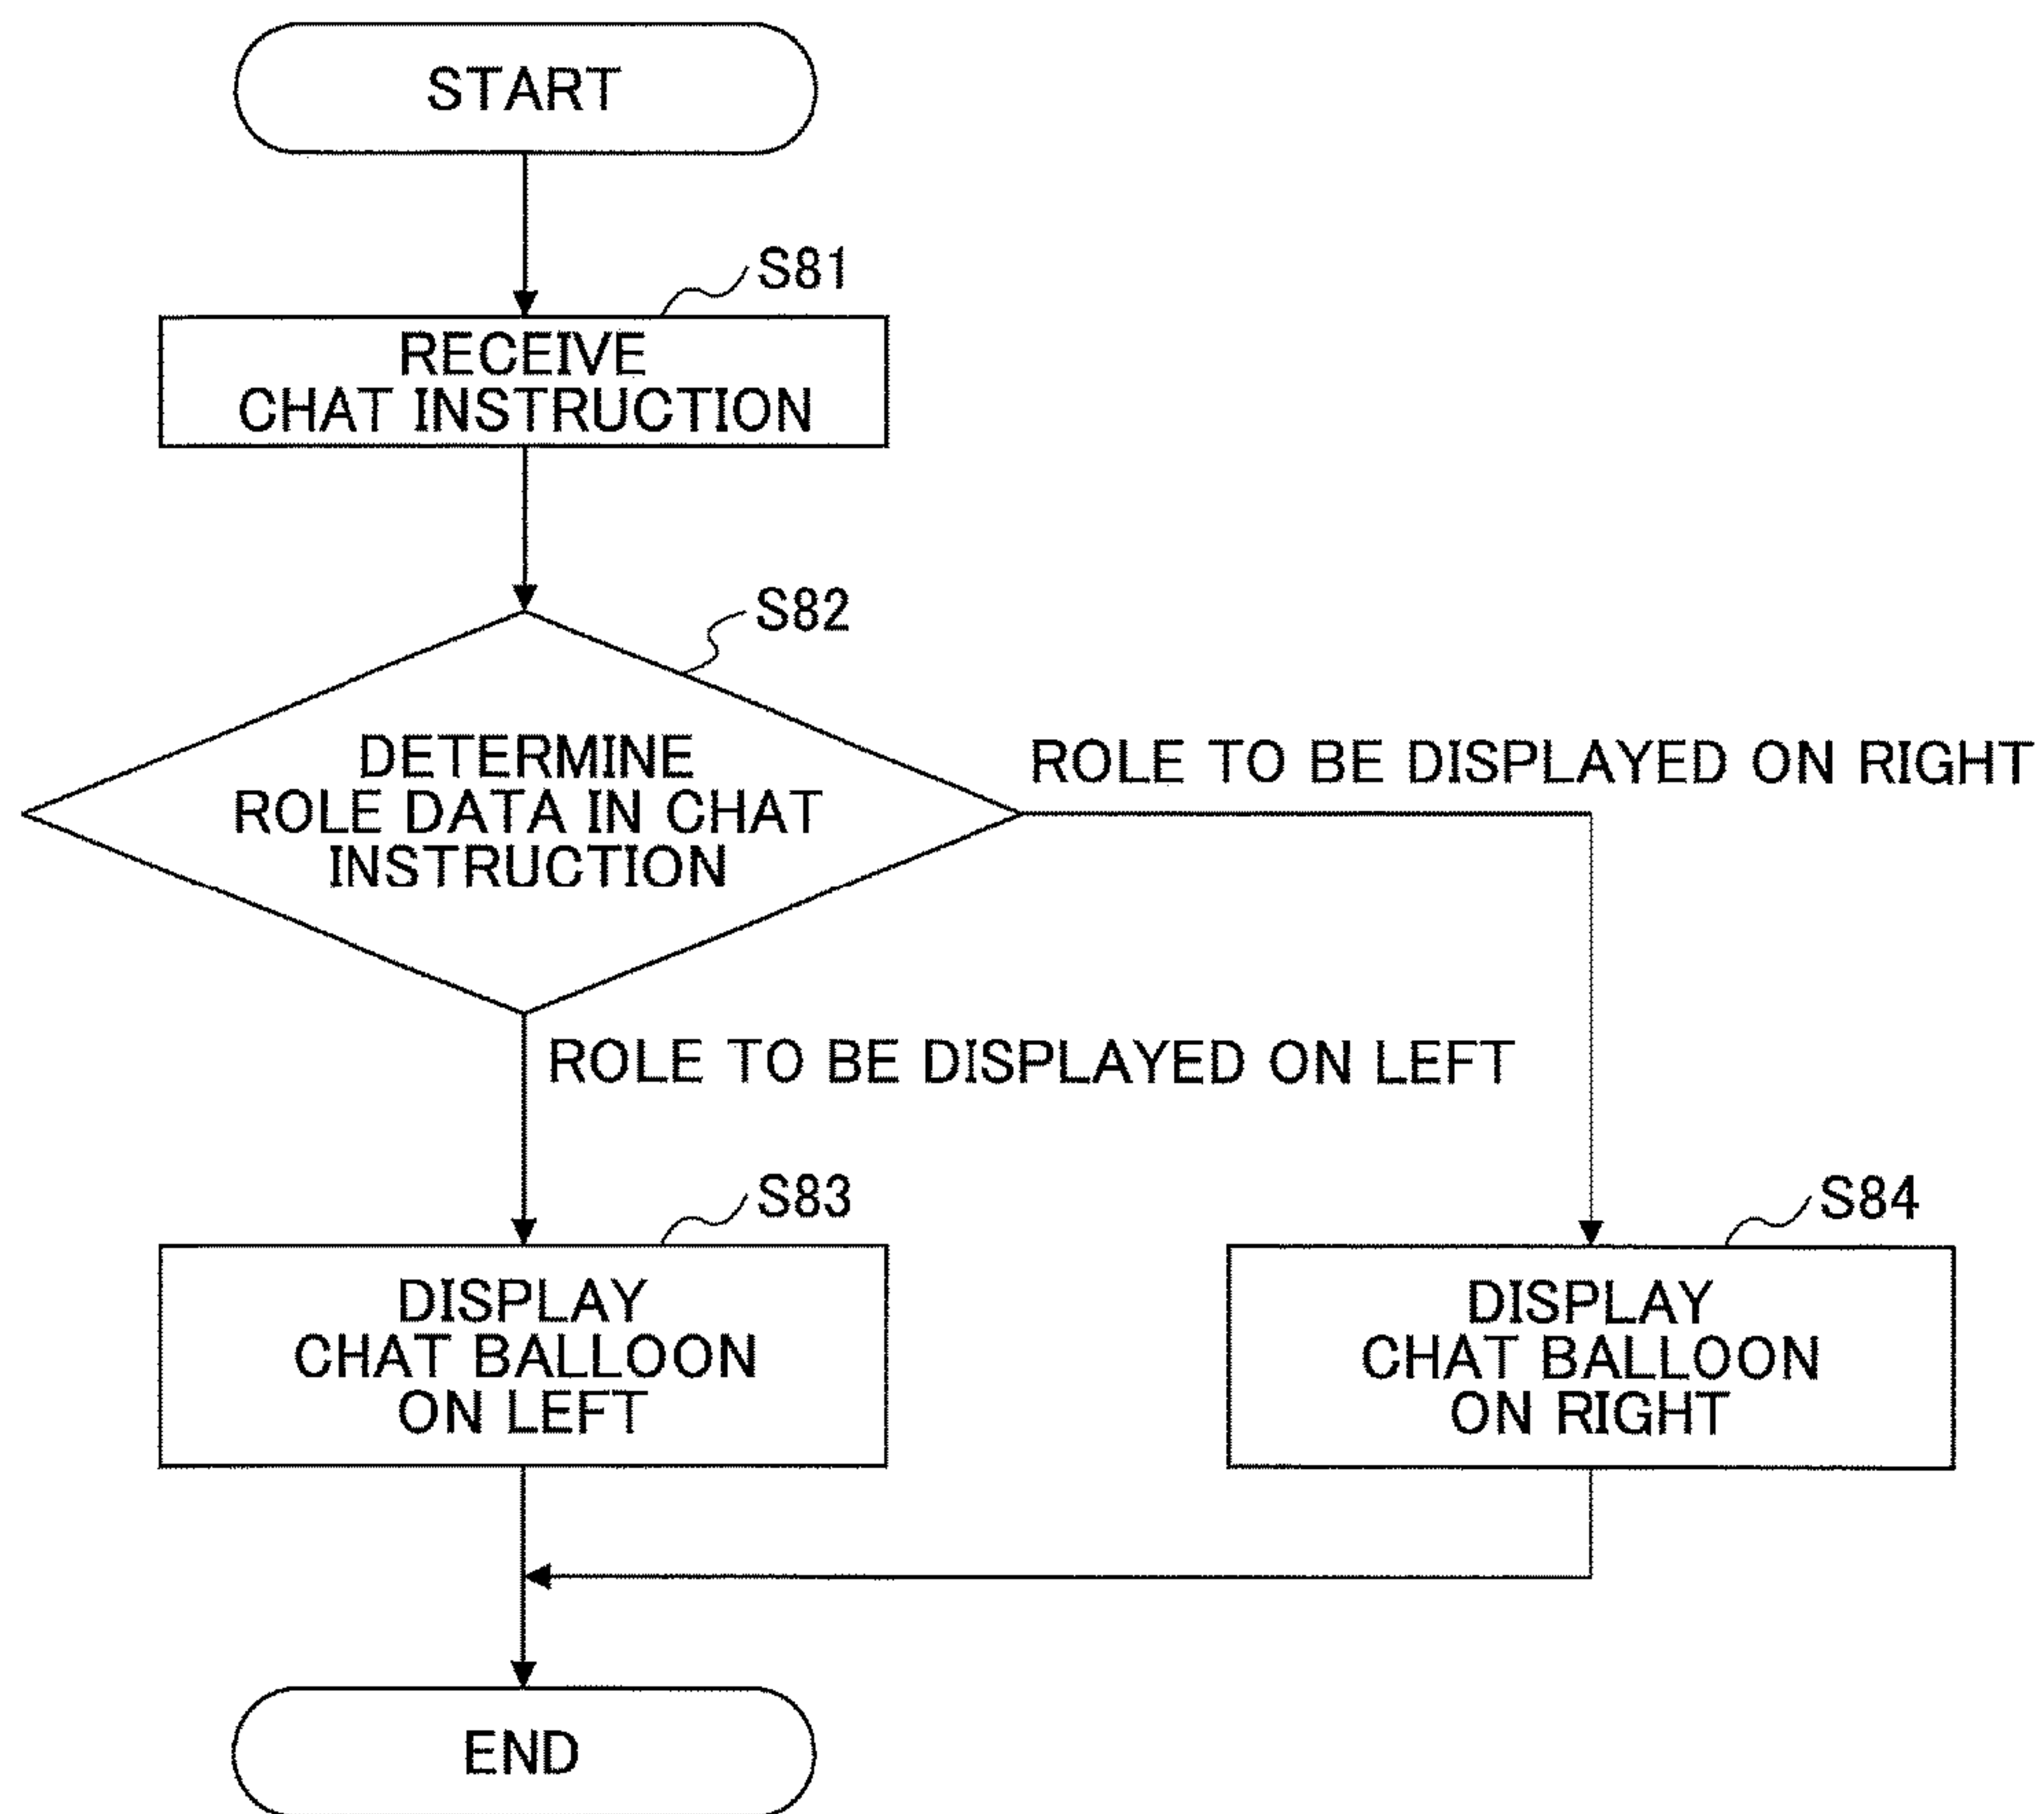 START
S81
RECEIVE
CHAT INSTRUCTION
S82
DETERMINE
ROLE DATA IN CHAT
INSTRUCTION
ROLE TO BE DISPLAYED ON RIGHT
ROLE TO BE DISPLAYED ON LEFT
S83
DISPLAY
CHAT BALLOON
ON LEFT
S84
DISPLAY
CHAT BALLOON
ON RIGHT
END